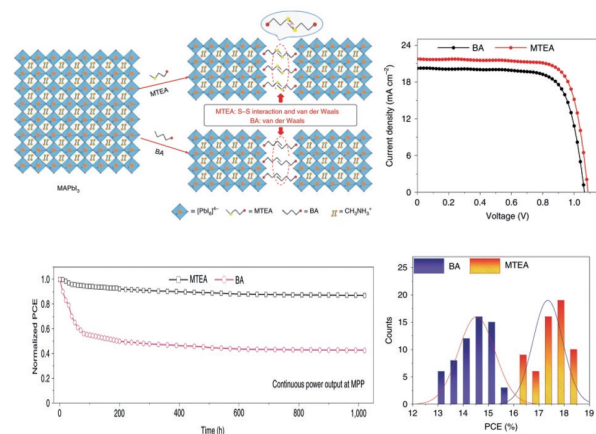 MTEA
BA
MTEA: S–S interaction and van der Waals
BA: van der Waals
MAPbI₃
= [PbI₆]⁴⁻ = MTEA = BA = CH₃NH₃⁺
BA MTEA
Current density (mA cm⁻²)
24
18
12
6
0
0 0.2 0.4 0.6 0.8 1.0
Voltage (V)
MTEA BA
Normalized PCE
1.0
0.8
0.6
0.4
0.2
0.0
Continuous power output at MPP
0 200 400 600 800 1,000
Time (h)
BA MTEA
Counts
25
20
15
10
5
0
12 13 14 15 16 17 18 19
PCE (%)